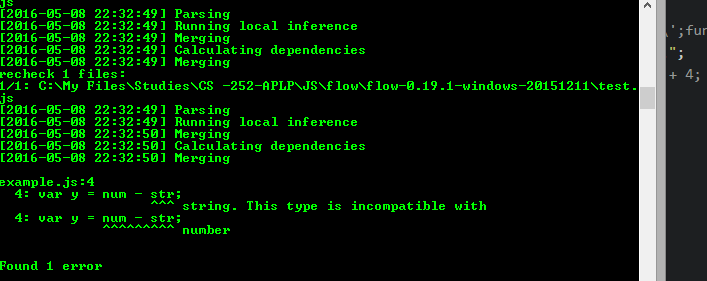 js
[2016-05-08 22:32:49] Parsing
[2016-05-08 22:32:49] Running local inference
[2016-05-08 22:32:49] Merging
[2016-05-08 22:32:49] Calculating dependencies
[2016-05-08 22:32:49] Merging
recheck 1 files:
1/1: C:\My Files\Studies\CS -252-APLP\JS\flow\flow-0.19.1-windows-20151211\test.
js
[2016-05-08 22:32:49] Parsing
[2016-05-08 22:32:49] Running local inference
[2016-05-08 22:32:50] Merging
[2016-05-08 22:32:50] Calculating dependencies
[2016-05-08 22:32:50] Merging
example.js:4
4: var y = num - str;
^^^ string. This type is incompatible with
4: var y = num - str;
^^^^^^^^^ number
Found 1 error
\';fun
";
+ 4;